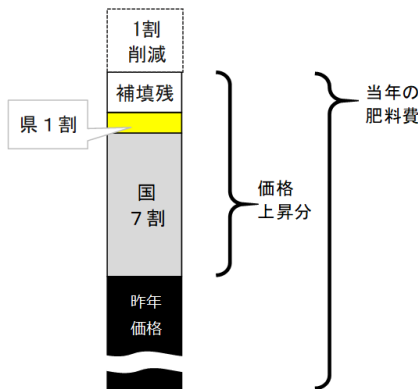 1割
削減
補填残
県１割
国
７割
昨年
価格
価格
上昇分
当年の
肥料費